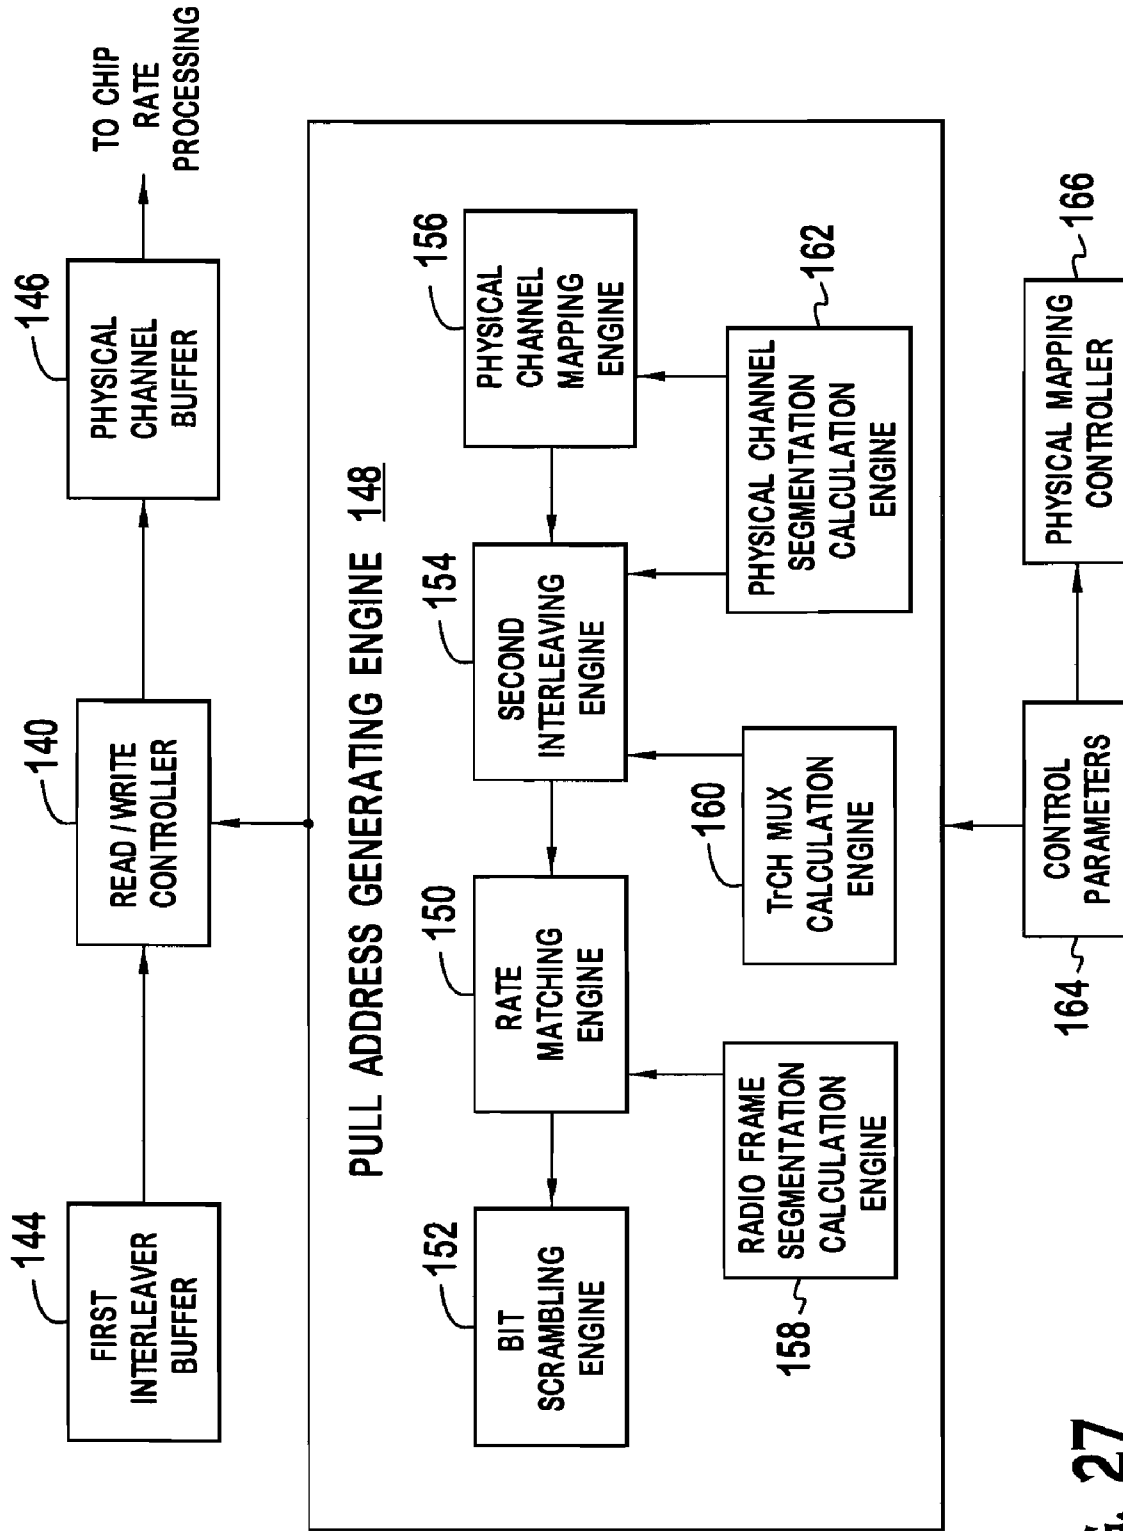 144
FIRST
INTERLEAVER
BUFFER
140
READ/WRITE
CONTROLLER
146
PHYSICAL
CHANNEL
BUFFER
TO CHIP
RATE
PROCESSING
PULL ADDRESS GENERATING ENGINE 148
152
BIT
SCRAMBLING
ENGINE
150
RATE
MATCHING
ENGINE
154
SECOND
INTERLEAVING
ENGINE
156
PHYSICAL
CHANNEL
MAPPING
ENGINE
158
RADIO FRAME
SEGMENTATION
CALCULATION
ENGINE
160
TrCH MUX
CALCULATION
ENGINE
162
PHYSICAL CHANNEL
SEGMENTATION
CALCULATION
ENGINE
164
CONTROL
PARAMETERS
PHYSICAL MAPPING
CONTROLLER
166
27